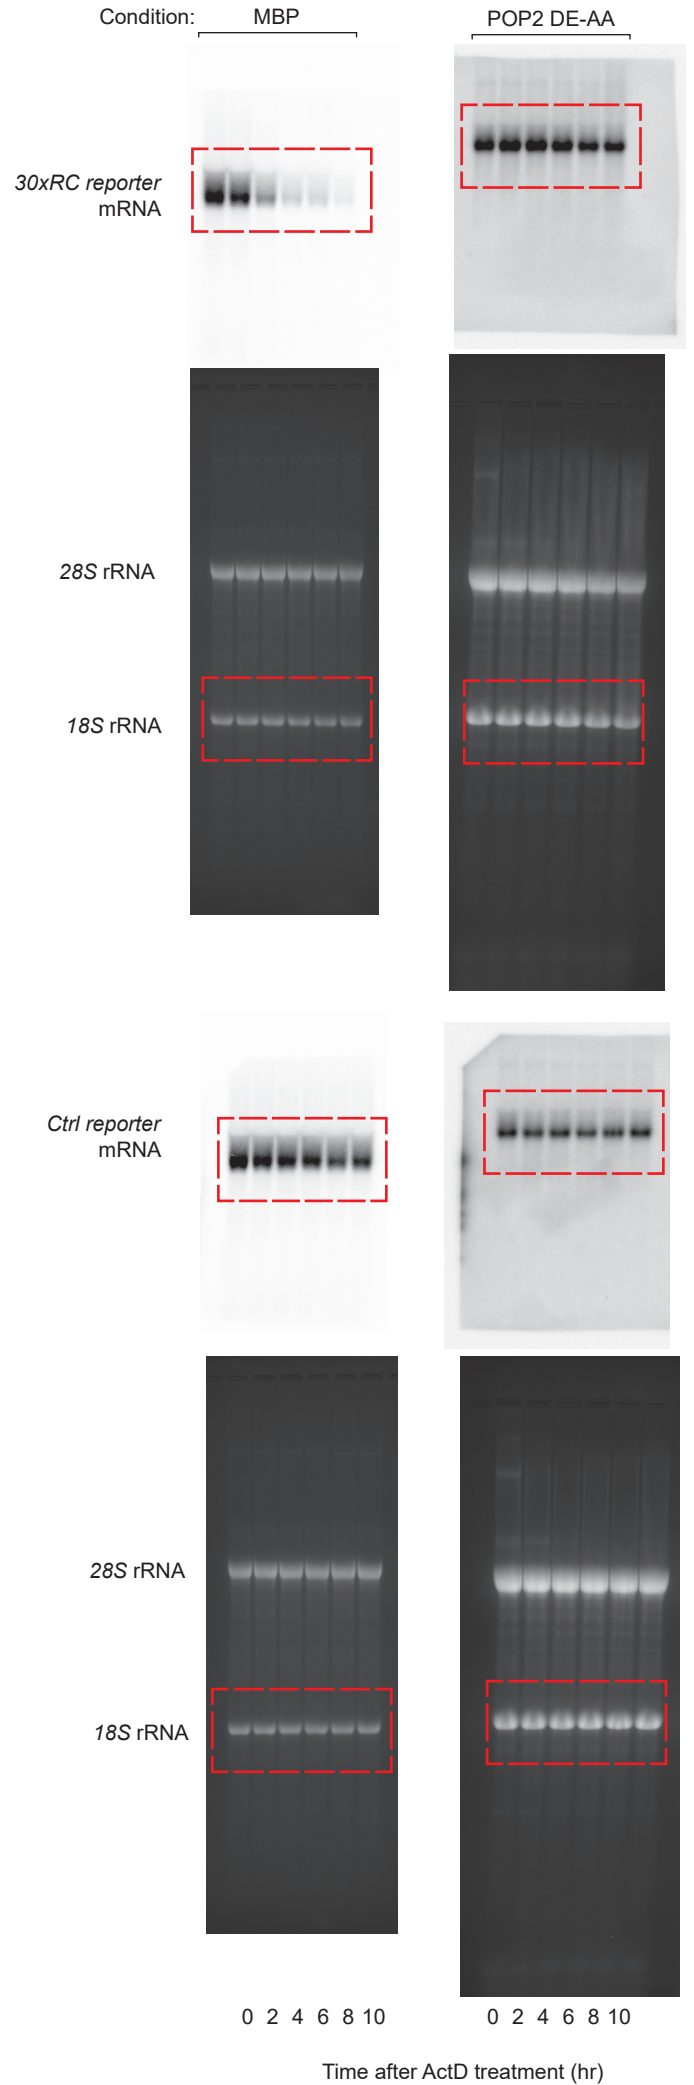 Condition: MBP POP2 DE-AA
30xRC reporter
mRNA
28S rRNA
18S rRNA
Ctrl reporter
mRNA
28S rRNA
18S rRNA
0 2 4 6 8 10 0 2 4 6 8 10
Time after ActD treatment (hr)